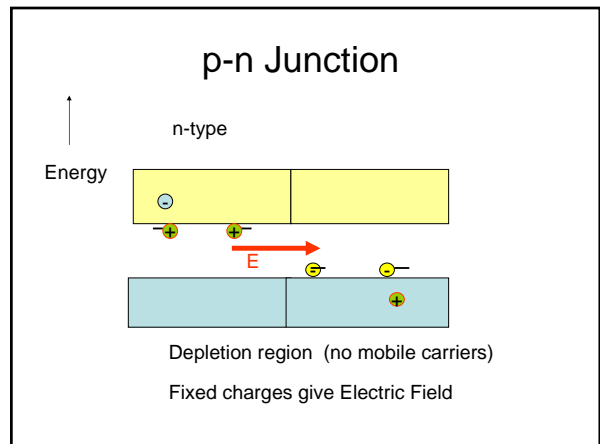 p-n Junction
n-type
Energy
-
+ +
E
- -
+
Depletion region (no mobile carriers)
Fixed charges give Electric Field